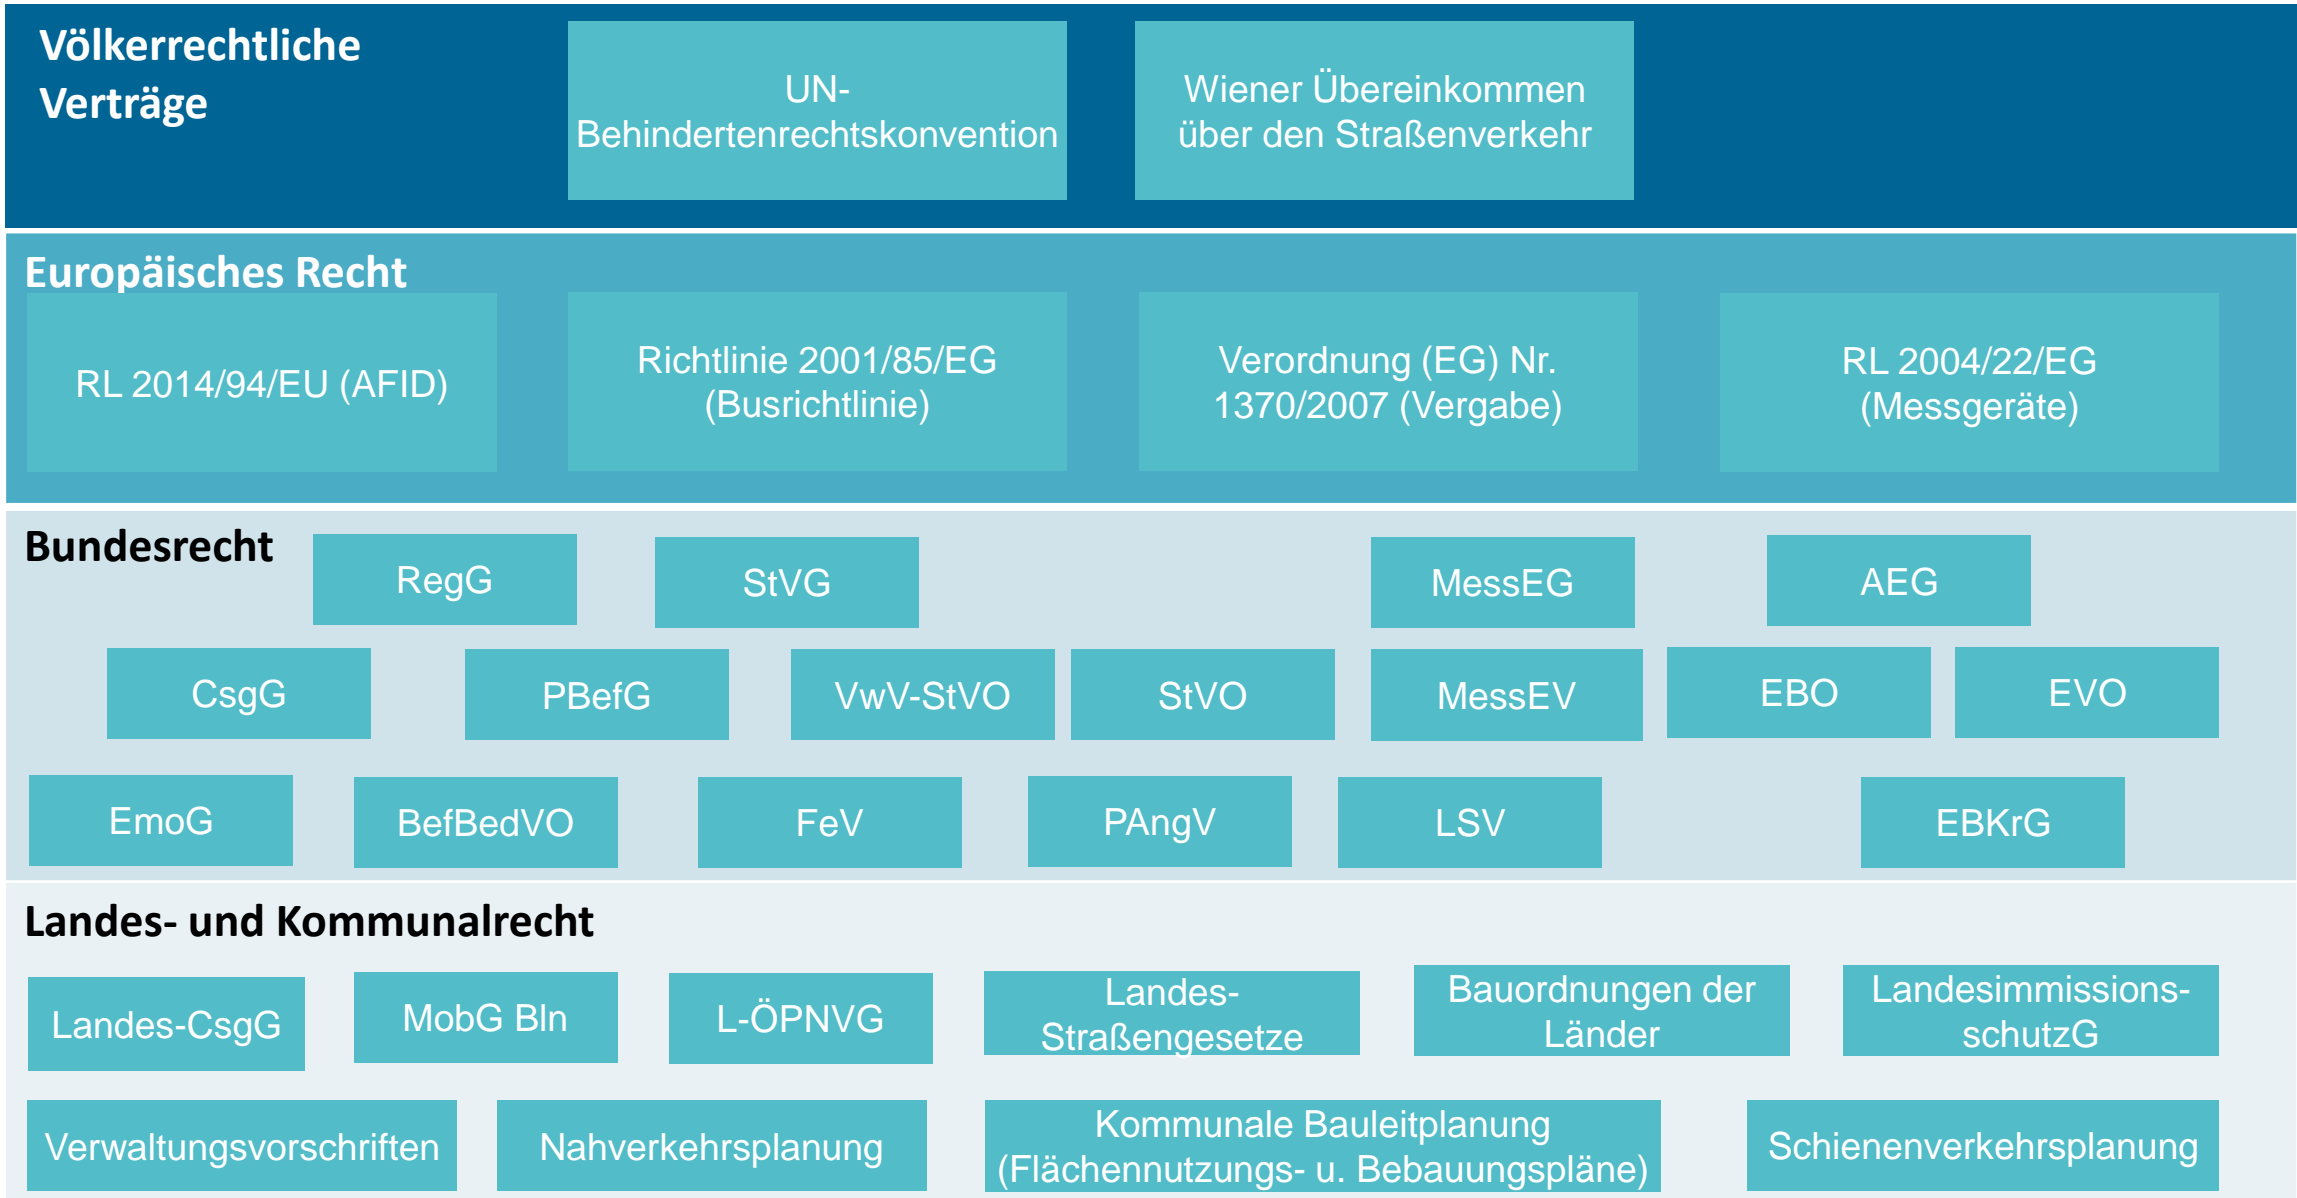 Völkerrechtliche
Verträge
UN-
Behindertenrechtskonvention
Wiener Übereinkommen
über den Straßenverkehr
Europäisches Recht
RL 2014/94/EU (AFID)
Richtlinie 2001/85/EG
(Busrichtlinie)
Verordnung (EG) Nr.
1370/2007 (Vergabe)
RL 2004/22/EG
(Messgeräte)
Bundesrecht
RegG
StVG
MessEG
AEG
CsgG
PBefG
VwV-StVO
StVO
MessEV
EBO
EVO
EmoG
BefBedVO
FeV
PAngV
LSV
EBKrG
Landes- und Kommunalrecht
Landes-CsgG
MobG Bln
L-ÖPNVG
Landes-
Straßengesetze
Bauordnungen der
Länder
Landesimmissions-
schutzG
Verwaltungsvorschriften
Nahverkehrsplanung
Kommunale Bauleitplanung
(Flächennutzungs- u. Bebauungspläne)
Schienenverkehrsplanung